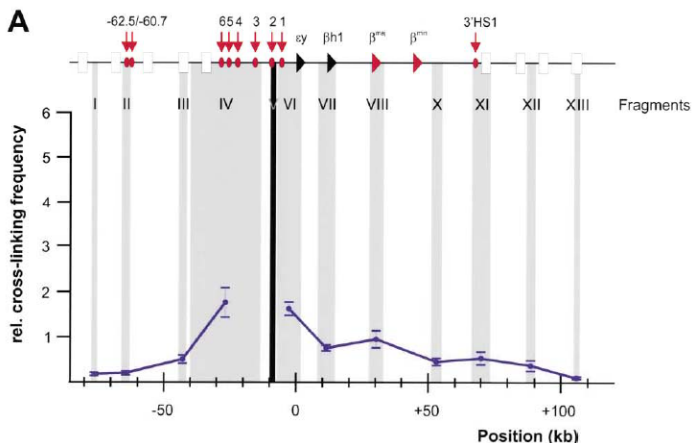 A
-62.5/-60.7 6 5 4 3 2 1 εy βh1 βmaj βmin 3'HS1
I II III IV V VI VII VIII X XI XII XIII Fragments
6
5
4
3
2
1
rel. cross-linking frequency
-50 0 +50 +100
Position (kb)